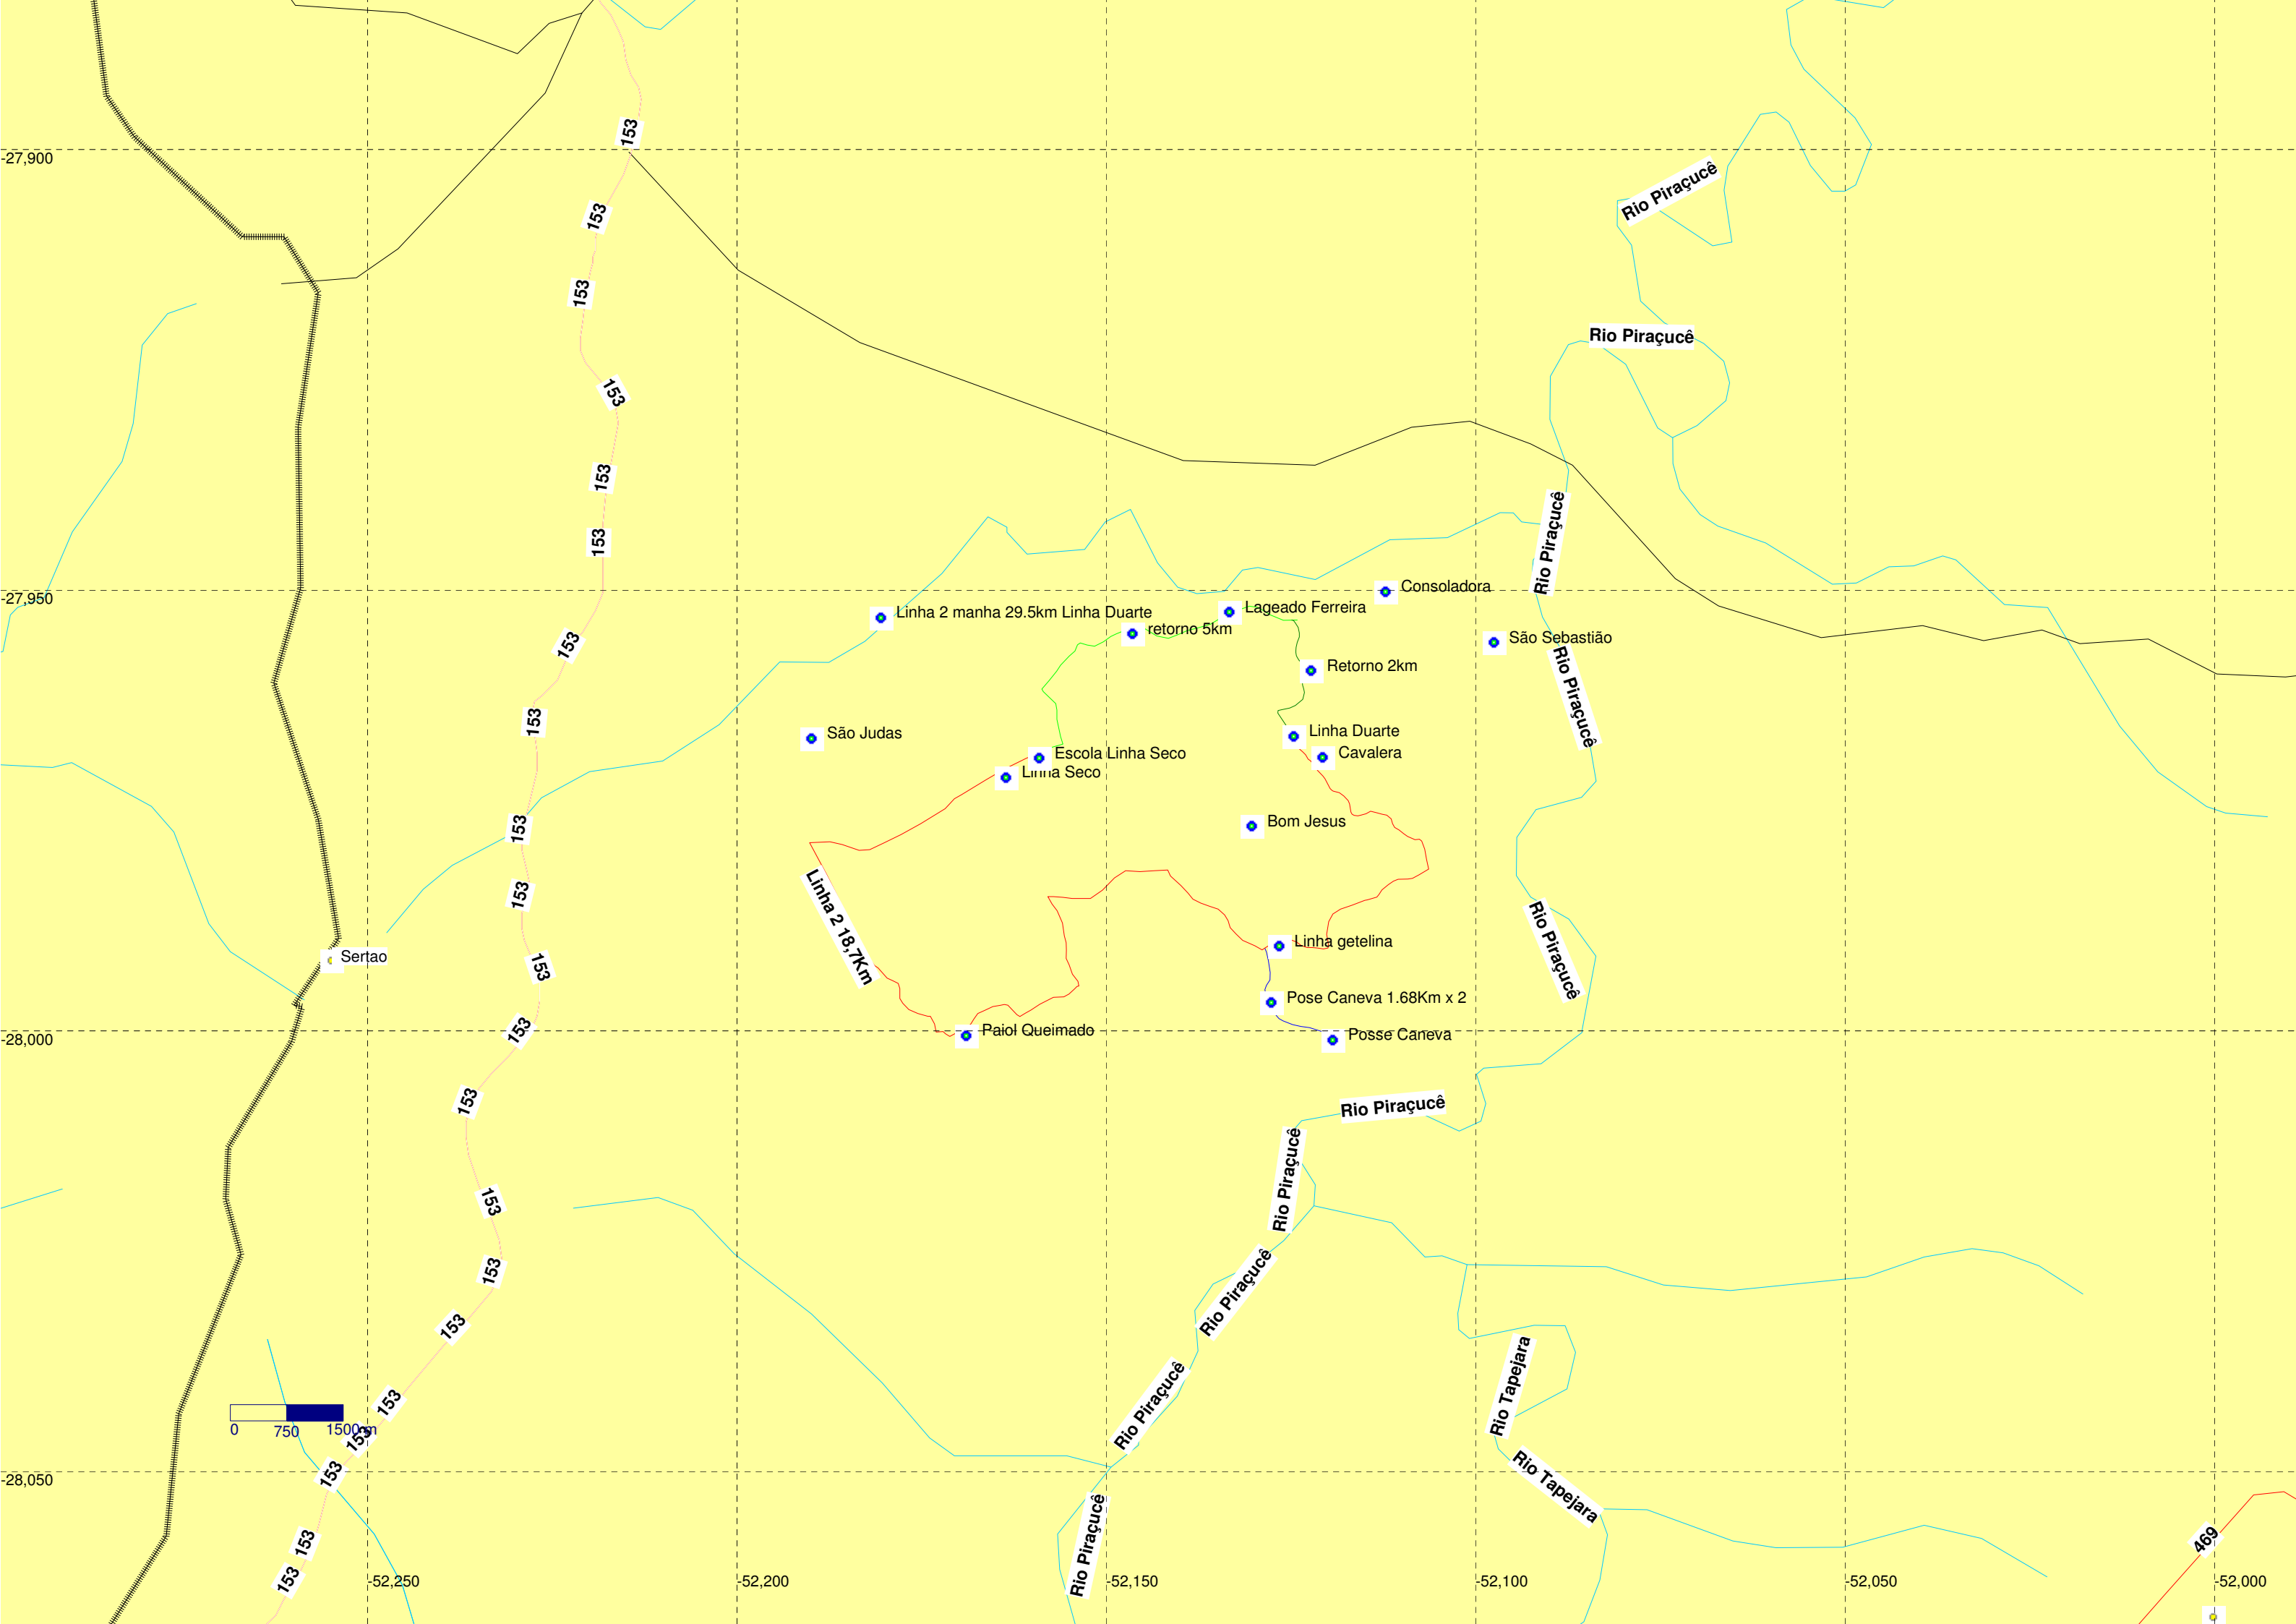 153
-27,900
Rio Piraçucê
153
153
Rio Piraçucê
153
153
153
Rio Piraçucê
-27,950
Consoladora
Linha 2 manha 29.5km Linha Duarte
Lageado Ferreira
retorno 5km
São Sebastião
153
Retorno 2km
Rio Piraçucê
153
São Judas
Linha Duarte
Escola Linha Seco
Cavalera
Linha Seco
153
Bom Jesus
153
Linha 2 18,7Km
Rio Piraçucê
Sertao
153
Linha getelina
Pose Caneva 1.68Km x 2
153
Paiol Queimado
Posse Caneva
-28,000
153
Rio Piraçucê
Rio Piraçucê
153
153
Rio Piraçucê
153
Rio Tapejara
153
Rio Piraçucê
0 750 1500m
153
153
-28,050
Rio Tapejara
Rio Piraçucê
153
469
153
-52,250
-52,200
-52,150
-52,100
-52,050
-52,000